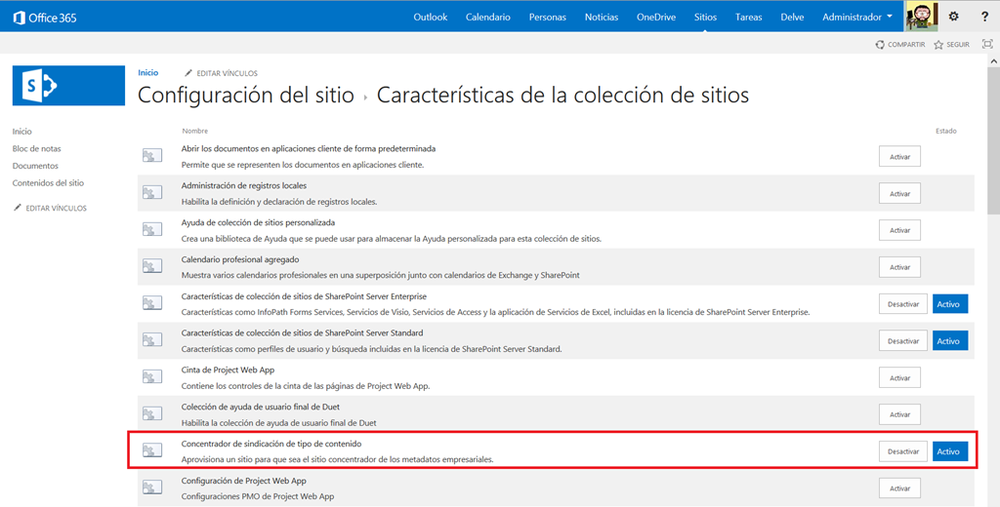 Office 365
Outlook Calendario Personas Noticias OneDrive Sitios Tareas Delve Administrador ?
COMPARTIR SEGUIR
S
Inicio EDITAR VÍNCULOS
Configuración del sitio › Características de la colección de sitios
Inicio
Bloc de notas
Documentos
Contenidos del sitio
EDITAR VÍNCULOS
Nombre Estado
Abrir los documentos en aplicaciones cliente de forma predeterminada
Permite que se representen los documentos en aplicaciones cliente.
Activar
Administración de registros locales
Habilita la definición y declaración de registros locales.
Activar
Ayuda de colección de sitios personalizada
Crea una biblioteca de Ayuda que se puede usar para almacenar la Ayuda personalizada para esta colección de sitios.
Activar
Calendario profesional agregado
Muestra varios calendarios profesionales en una superposición junto con calendarios de Exchange y SharePoint
Activar
Características de colección de sitios de SharePoint Server Enterprise
Características como InfoPath Forms Services, Servicios de Visio, Servicios de Access y la aplicación de Servicios de Excel, incluidas en la licencia de SharePoint Server Enterprise.
Desactivar Activo
Características de colección de sitios de SharePoint Server Standard
Características como perfiles de usuario y búsqueda incluidas en la licencia de SharePoint Server Standard.
Desactivar Activo
Cinta de Project Web App
Contiene los controles de la cinta de las páginas de Project Web App.
Activar
Colección de ayuda de usuario final de Duet
Habilita la colección de ayuda de usuario final de Duet
Activar
Concentrador de sindicación de tipo de contenido
Aprovisiona un sitio para que sea el sitio concentrador de los metadatos empresariales.
Desactivar Activo
Configuración de Project Web App
Configuraciones PMO de Project Web App
Activar